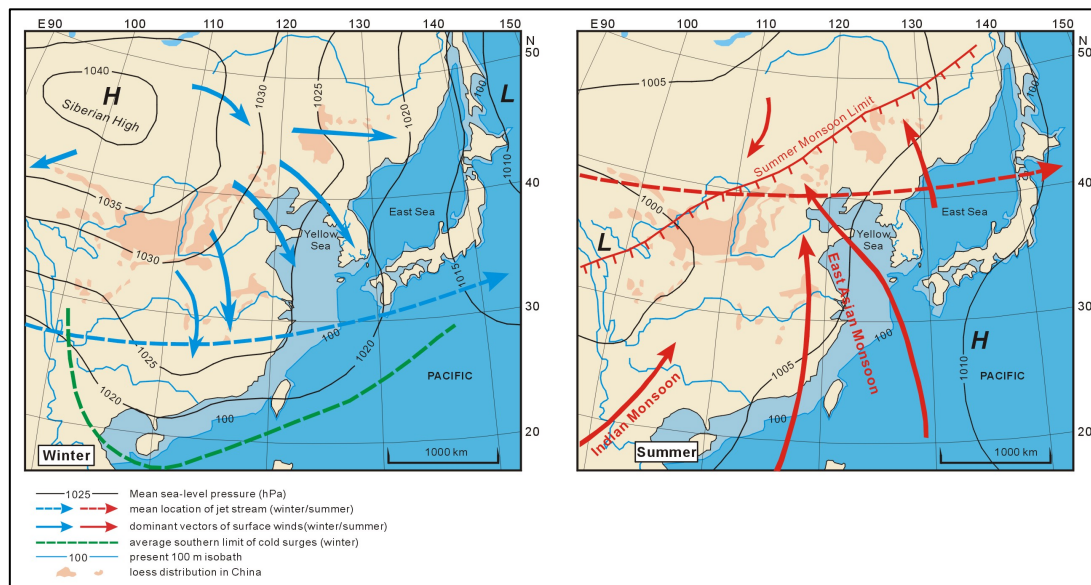 E90 100 110 120 130 140 150
N
50
40
30
20
1040
H
Siberian High
1030
1025
1020
L
100
1010
1035
1030
East Sea
Yellow
Sea
1015
100
1025
1020
1020
PACIFIC
100
Winter
1000 km
E90 100 110 120 130 140 150
N
50
40
30
20
1005
Summer Monsoon Limit
100
1000
L
East Sea
Yellow
Sea
East Asian Monsoon
100
H
1005
1010
PACIFIC
Indian Monsoon
100
Summer
1000 km
1025 Mean sea-level pressure (hPa)
mean location of jet stream (winter/summer)
dominant vectors of surface winds(winter/summer)
average southern limit of cold surges (winter)
100 present 100 m isobath
loess distribution in China